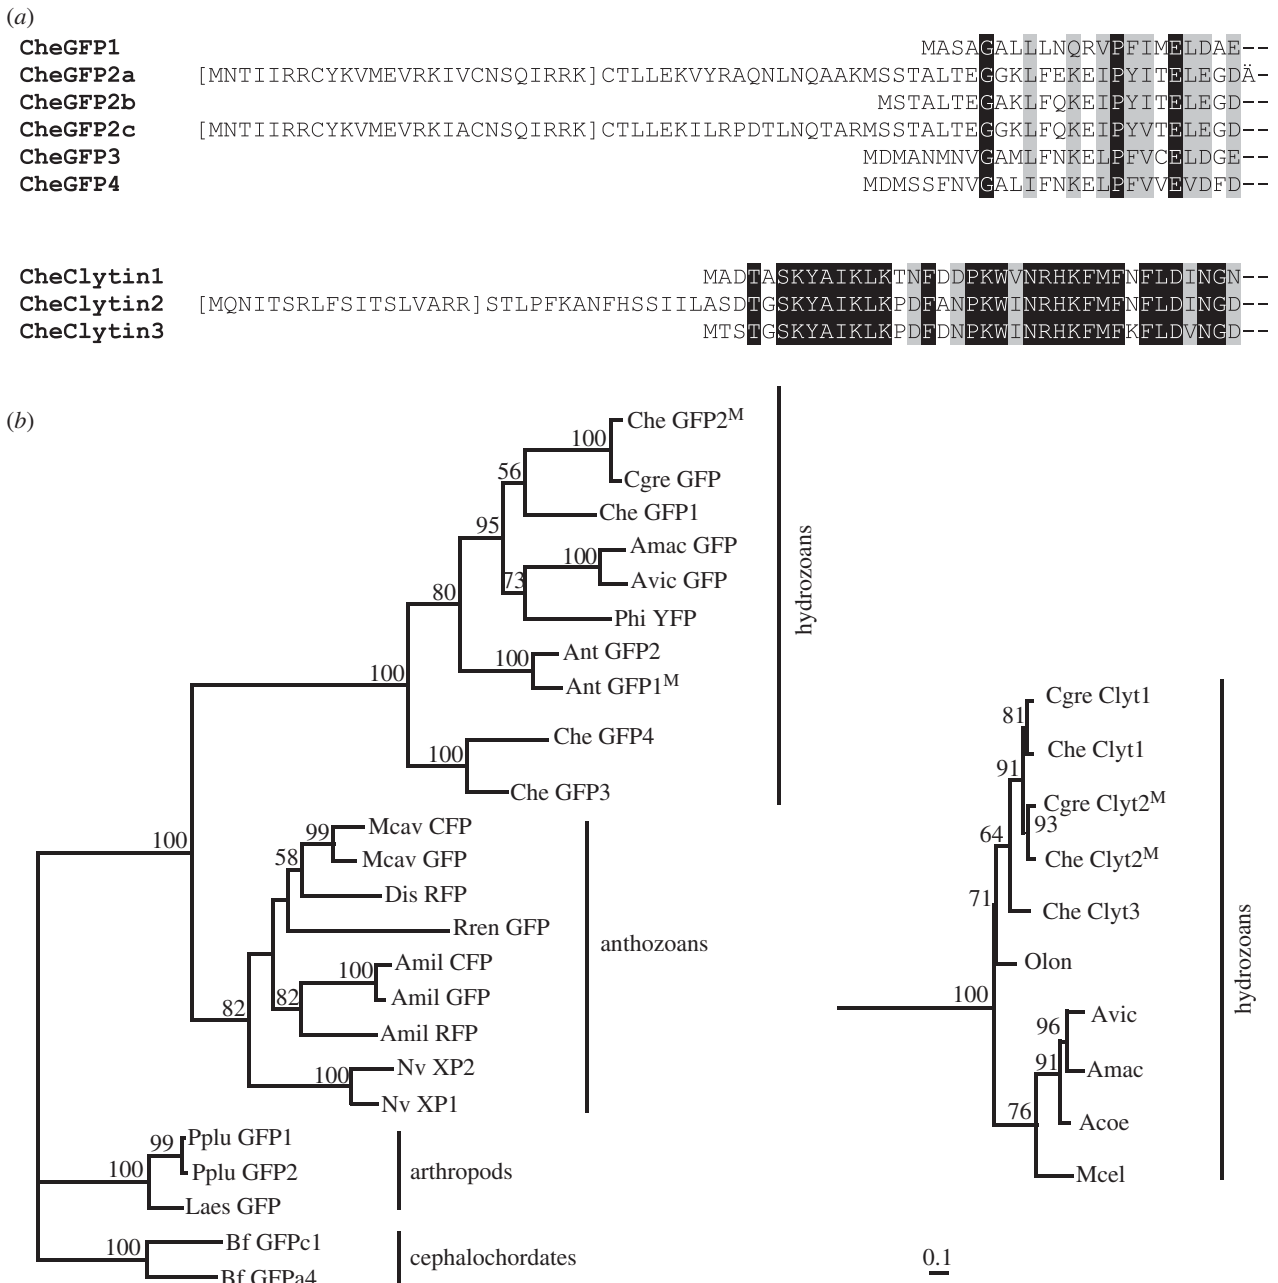 (a)
CheGFP1 MASAGALLLNQRVPFIMELDAE--
CheGFP2a [MNTIIRRCYKVMEVRKIVCNSQIRRK]CTLLEKVYRAQNLNQAAKMSSTALTEGGKLFEKEIPYITELEGDÄ-
CheGFP2b MSTALTEGAKLFQKEIPYITELEGD--
CheGFP2c [MNTIIRRCYKVMEVRKIACNSQIRRK]CTLLEKILRPDTLNQTARMSSTALTEGGKLFQKEIPYVTELEGD--
CheGFP3 MDMANMNVGAMLFNKELPFVCELDGE--
CheGFP4 MDMSSFNVGALIFNKELPFVVEVDFD--
CheClytin1 MADTASKYAIKLKTNFDDPKWVNRHKFMFNFLDINGN--
CheClytin2 [MQNITSRLFSITSLVARR]STLPFKANFHSSIILASDTGSKYAIKLKPDFANPKWINRHKFMFNFLDINGD--
CheClytin3 MTSTGSKYAIKLKPDFDNPKWINRHKFMFKFLDVNGD--
(b)
Che GFP2M
100
Cgre GFP
56
Che GFP1
95
Amac GFP
100
Avic GFP
73
Phi YFP
80
Ant GFP2
100
Ant GFP1M
100
Che GFP4
100
Che GFP3
hydrozoans
100
Mcav CFP
99
Mcav GFP
58
Dis RFP
Rren GFP
Amil CFP
100
Amil GFP
82
82
Amil RFP
Nv XP2
100
Nv XP1
anthozoans
Pplu GFP1
99
Pplu GFP2
100
Laes GFP
arthropods
Bf GFPc1
100
Bf GFPa4
cephalochordates
Cgre Clyt1
81
Che Clyt1
91
Cgre Clyt2M
93
64
Che Clyt2M
71
Che Clyt3
Olon
100
Avic
96
Amac
91
Acoe
76
Mcel
hydrozoans
0.1